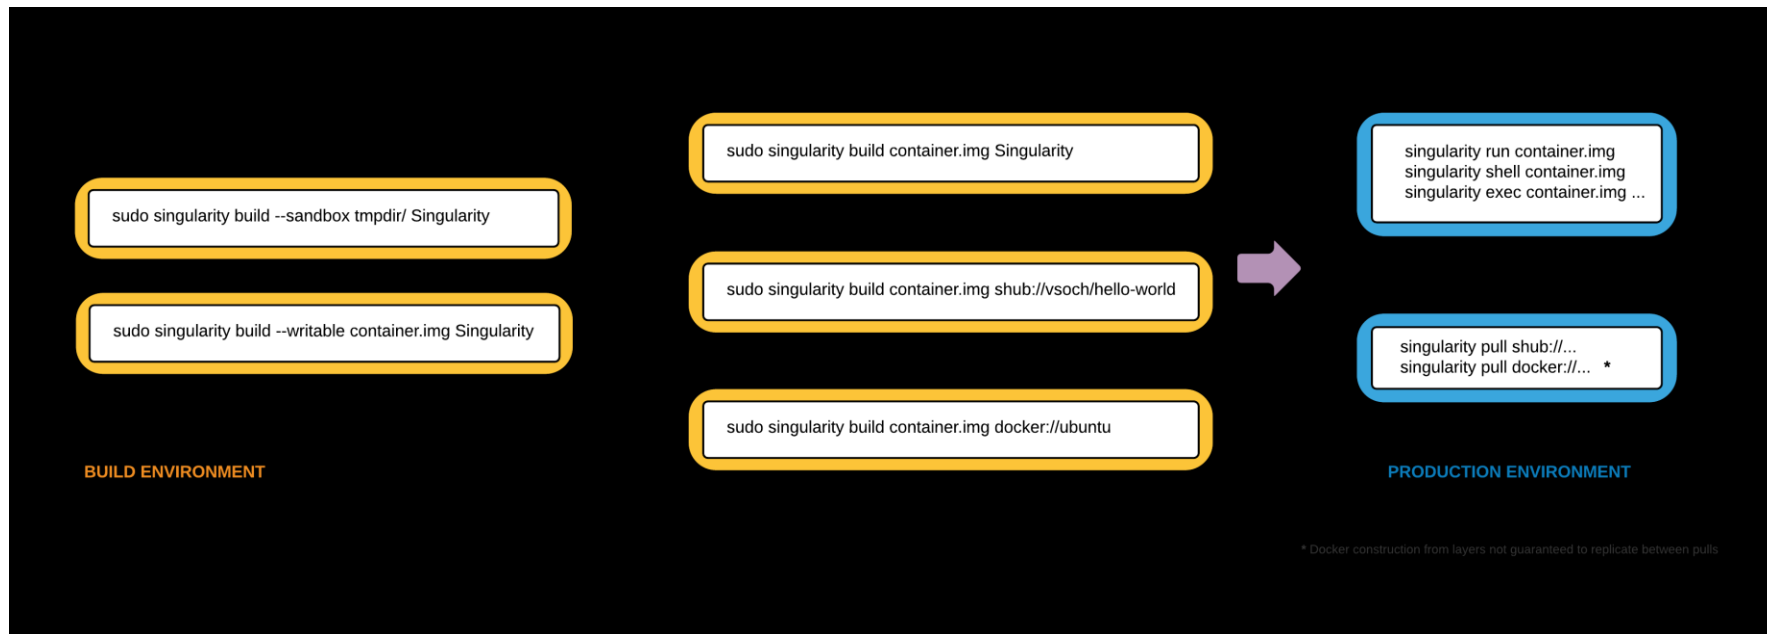 sudo singularity build --sandbox tmpdir/ Singularity
sudo singularity build --writable container.img Singularity
BUILD ENVIRONMENT
sudo singularity build container.img Singularity
sudo singularity build container.img shub://vsoch/hello-world
sudo singularity build container.img docker://ubuntu
singularity run container.img
singularity shell container.img
singularity exec container.img ...
singularity pull shub://...
singularity pull docker://... *
PRODUCTION ENVIRONMENT
* Docker construction from layers not guaranteed to replicate between pulls